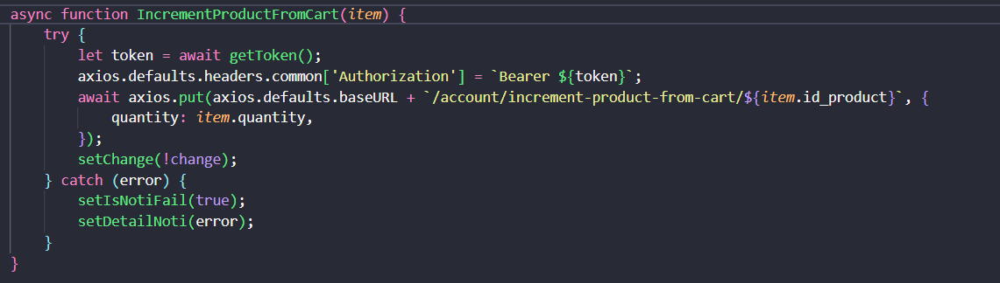 async function IncrementProductFromCart(item) {
    try {
        let token = await getToken();
        axios.defaults.headers.common['Authorization'] = `Bearer ${token}`;
        await axios.put(axios.defaults.baseURL + `/account/increment-product-from-cart/${item.id_product}`, {
            quantity: item.quantity,
        });
        setChange(!change);
    } catch (error) {
        setIsNotiFail(true);
        setDetailNoti(error);
    }
}